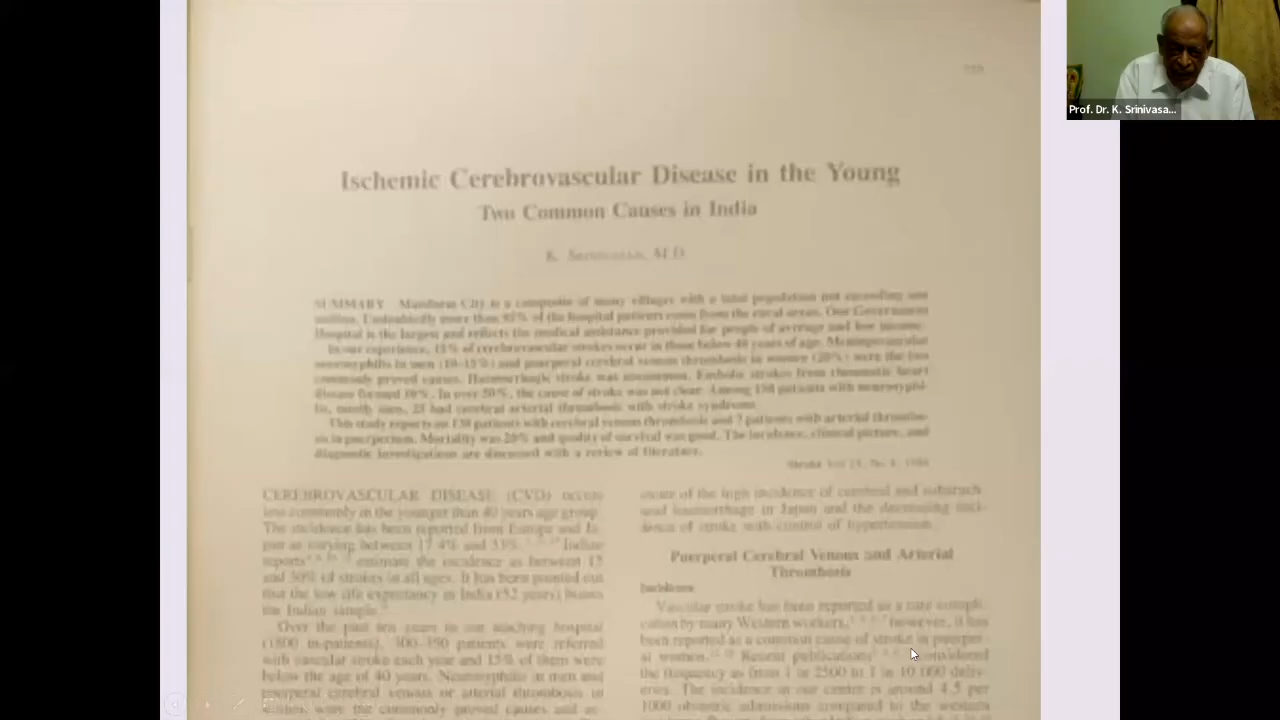 Prof. Dr. K. Srinivasa...
Ischemic Cerebrovascular Disease in the Young
Two Common Causes in India
K. Srinivasan, M.D.
SUMMARY Madurai City is a composite of many villages with a total population not exceeding one
million. Undoubtedly more than 85% of the hospital patients come from the rural areas. Our Government
Hospital is the largest and reflects the medical assistance provided for people of average and low income.
In our experience, 15% of cerebrovascular strokes occur in those below 40 years of age. Meningovascular
neurosyphilis in men (10-15%) and puerperal cerebral venous thrombosis in women (20%) were the two
commonly proved causes. Haemorrhagic stroke was uncommon. Embolic strokes from rheumatic heart
disease formed 10%. In over 50%, the cause of stroke was not clear. Among 150 patients with neurosyphi-
lis, mostly men, 25 had cerebral arterial thrombosis with stroke syndrome.
This study reports on 138 patients with cerebral venous thrombosis and 7 patients with arterial thrombo-
sis in puerperium. Mortality was 20% and quality of survival was good. The incidence, clinical picture, and
diagnostic investigations are discussed with a review of literature.
Stroke Vol
CEREBROVASCULAR DISEASE (CVD) occurs
less commonly in the younger than 40 years age group.
The incidence has been reported from Europe and Ja-
pan as varying between 17.4% and Indian
reports estimate the incidence as between 15
and 30% of strokes in all ages. It has been pointed out
that the low life expectancy in India (52 years) biases
the Indian sample.
Over the past ten years in our teaching hospital
(1800 in-patients), 300-350 patients were referred
with vascular stroke each year and 15% of them were
below the age of 40 years. Neurosyphilis in men and
puerperal cerebral venous or arterial thrombosis in
women, were the commonly proved causes and
of the high incidence of cerebral and subarach-
noid haemorrhage in Japan and the decreasing inci-
dence of stroke with control of hypertension.
Puerperal Cerebral Venous and Arterial
Thrombosis
Incidence
Vascular stroke has been reported as a rare compli-
cation by many Western workers, however, it has
been reported as a common cause of stroke in puerper-
al women. Recent publications considered
the frequency as from 1 in 2500 to 1 in 10,000 deliv-
eries. The incidence in our center is around 4.5 per
1000 obstetric admissions compared to the western